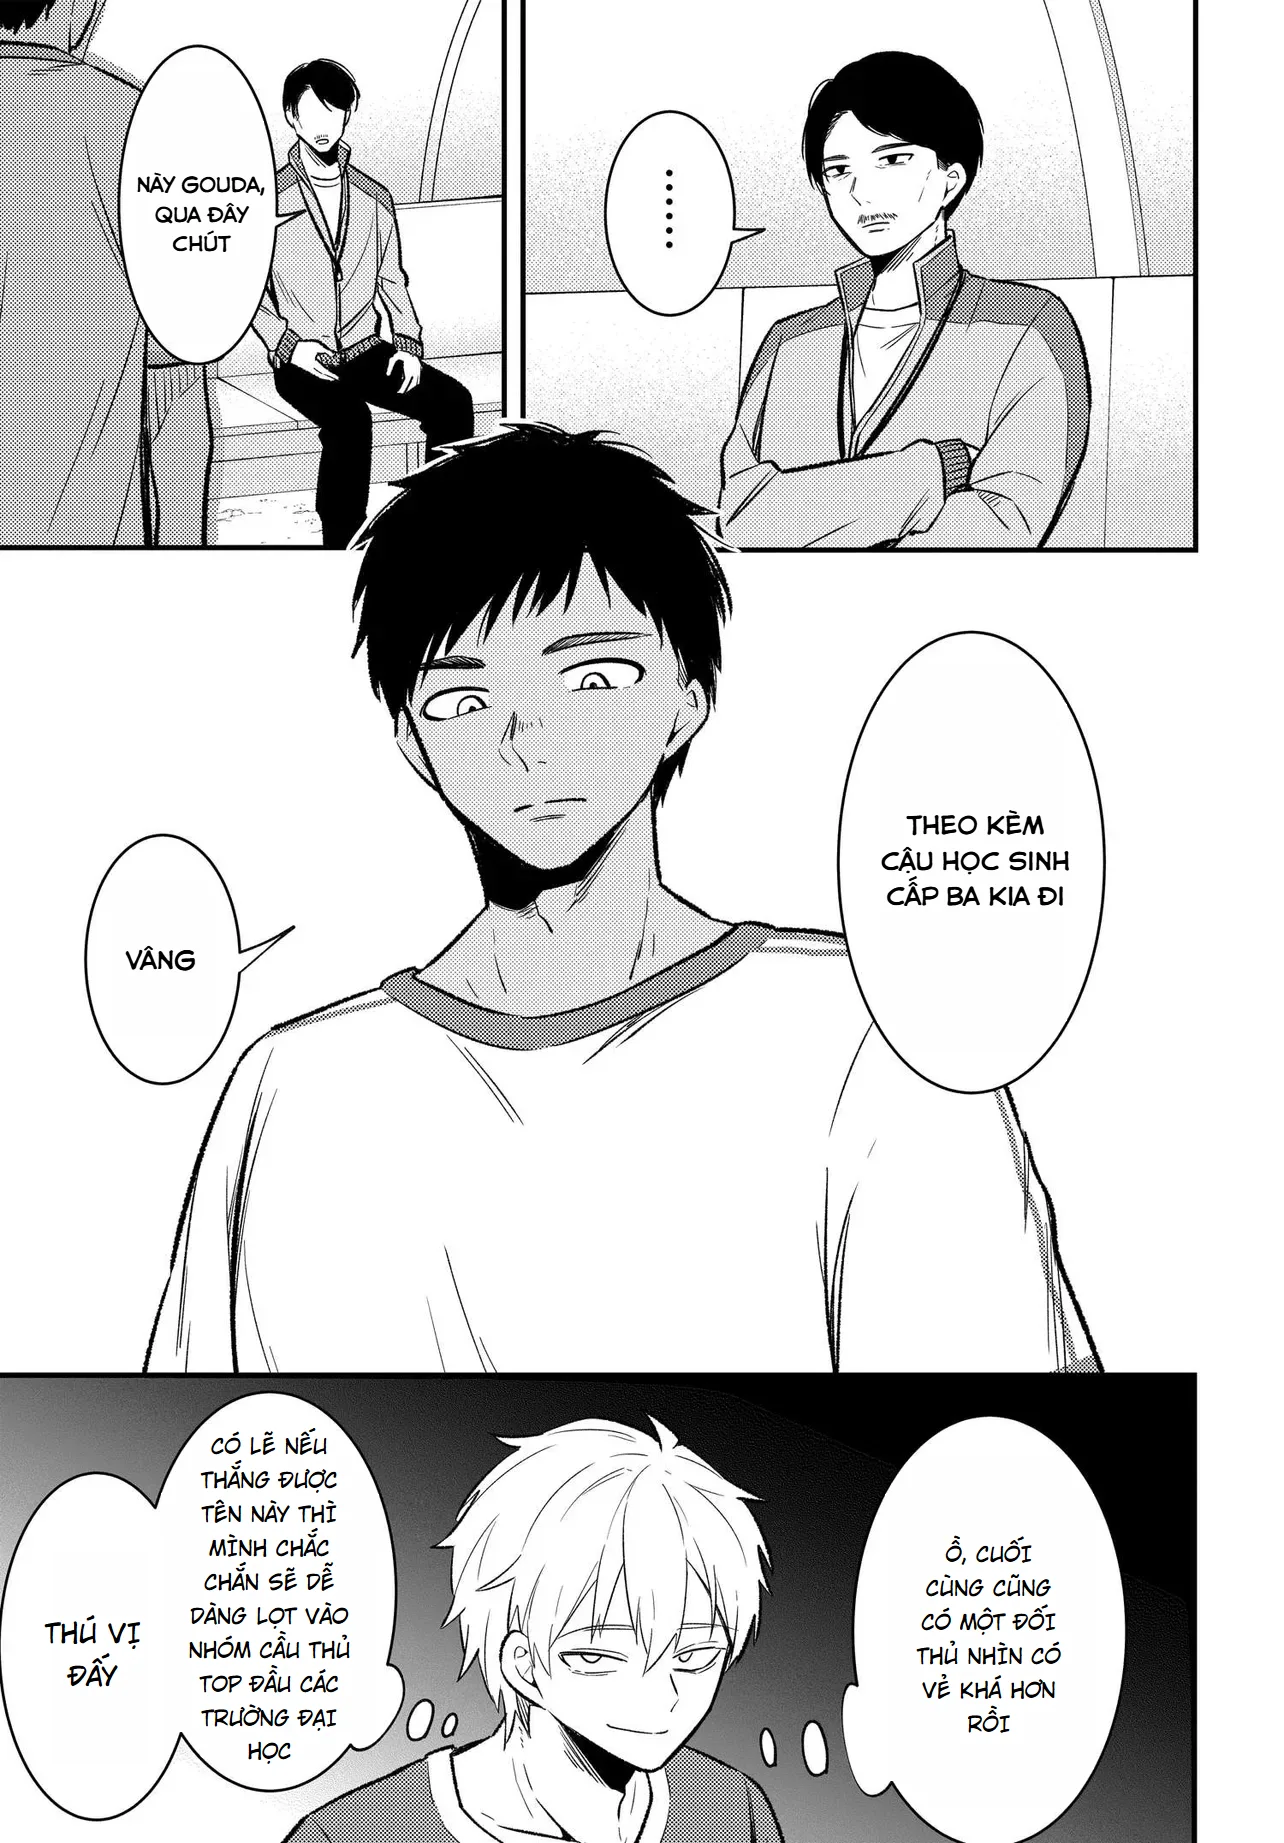 .......
NÀY GOUDA,
QUA ĐÂY
CHÚT
THEO KÈM
CẬU HỌC SINH
CẤP BA KIA ĐI
VÂNG
Ồ, CUỐI
CÙNG CŨNG
CÓ MỘT ĐỐI
THỦ NHÌN CÓ
VẺ KHÁ HƠN
RỒI
CÓ LẼ NẾU
THẮNG ĐƯỢC
TÊN NÀY THÌ
MÌNH CHẮC
CHẮN SẼ DỄ
DÀNG LỌT VÀO
NHÓM CẦU THỦ
TOP ĐẦU CÁC
TRƯỜNG ĐẠI
HỌC
THÚ VỊ
ĐẤY